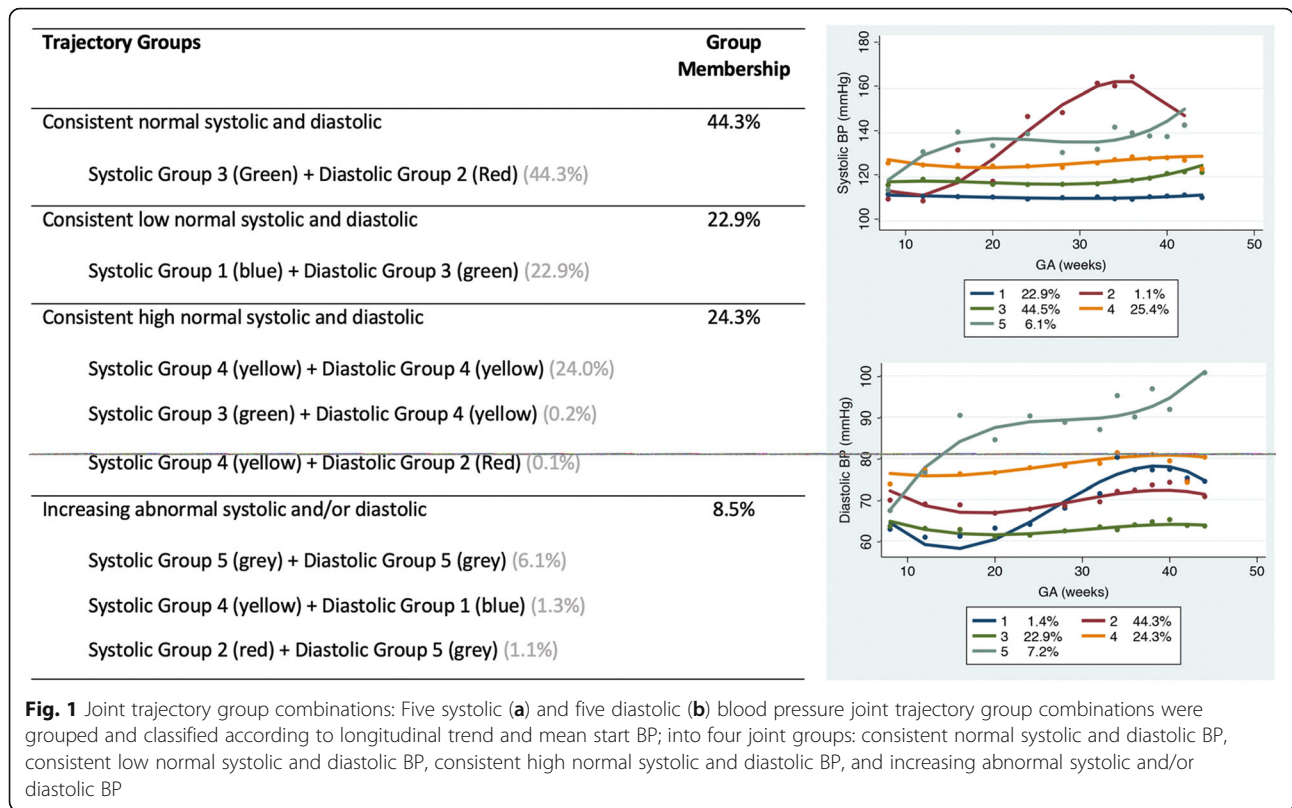 Trajectory Groups Group
Membership
Consistent normal systolic and diastolic 44.3%
Systolic Group 3 (Green) + Diastolic Group 2 (Red) (44.3%)
Consistent low normal systolic and diastolic 22.9%
Systolic Group 1 (blue) + Diastolic Group 3 (green) (22.9%)
Consistent high normal systolic and diastolic 24.3%
Systolic Group 4 (yellow) + Diastolic Group 4 (yellow) (24.0%)
Systolic Group 3 (green) + Diastolic Group 4 (yellow) (0.2%)
Systolic Group 4 (yellow) + Diastolic Group 2 (Red) (0.1%)
Increasing abnormal systolic and/or diastolic 8.5%
Systolic Group 5 (grey) + Diastolic Group 5 (grey) (6.1%)
Systolic Group 4 (yellow) + Diastolic Group 1 (blue) (1.3%)
Systolic Group 2 (red) + Diastolic Group 5 (grey) (1.1%)
Systolic BP (mmHg)
180
160
140
120
100
10 20 30 40 50
GA (weeks)
1 22.9% 2 1.1%
3 44.5% 4 25.4%
5 6.1%
Diastolic BP (mmHg)
100
90
80
70
60
10 20 30 40 50
GA (weeks)
1 1.4% 2 44.3%
3 22.9% 4 24.3%
5 7.2%
Fig. 1 Joint trajectory group combinations: Five systolic (a) and five diastolic (b) blood pressure joint trajectory group combinations were
grouped and classified according to longitudinal trend and mean start BP; into four joint groups: consistent normal systolic and diastolic BP,
consistent low normal systolic and diastolic BP, consistent high normal systolic and diastolic BP, and increasing abnormal systolic and/or
diastolic BP